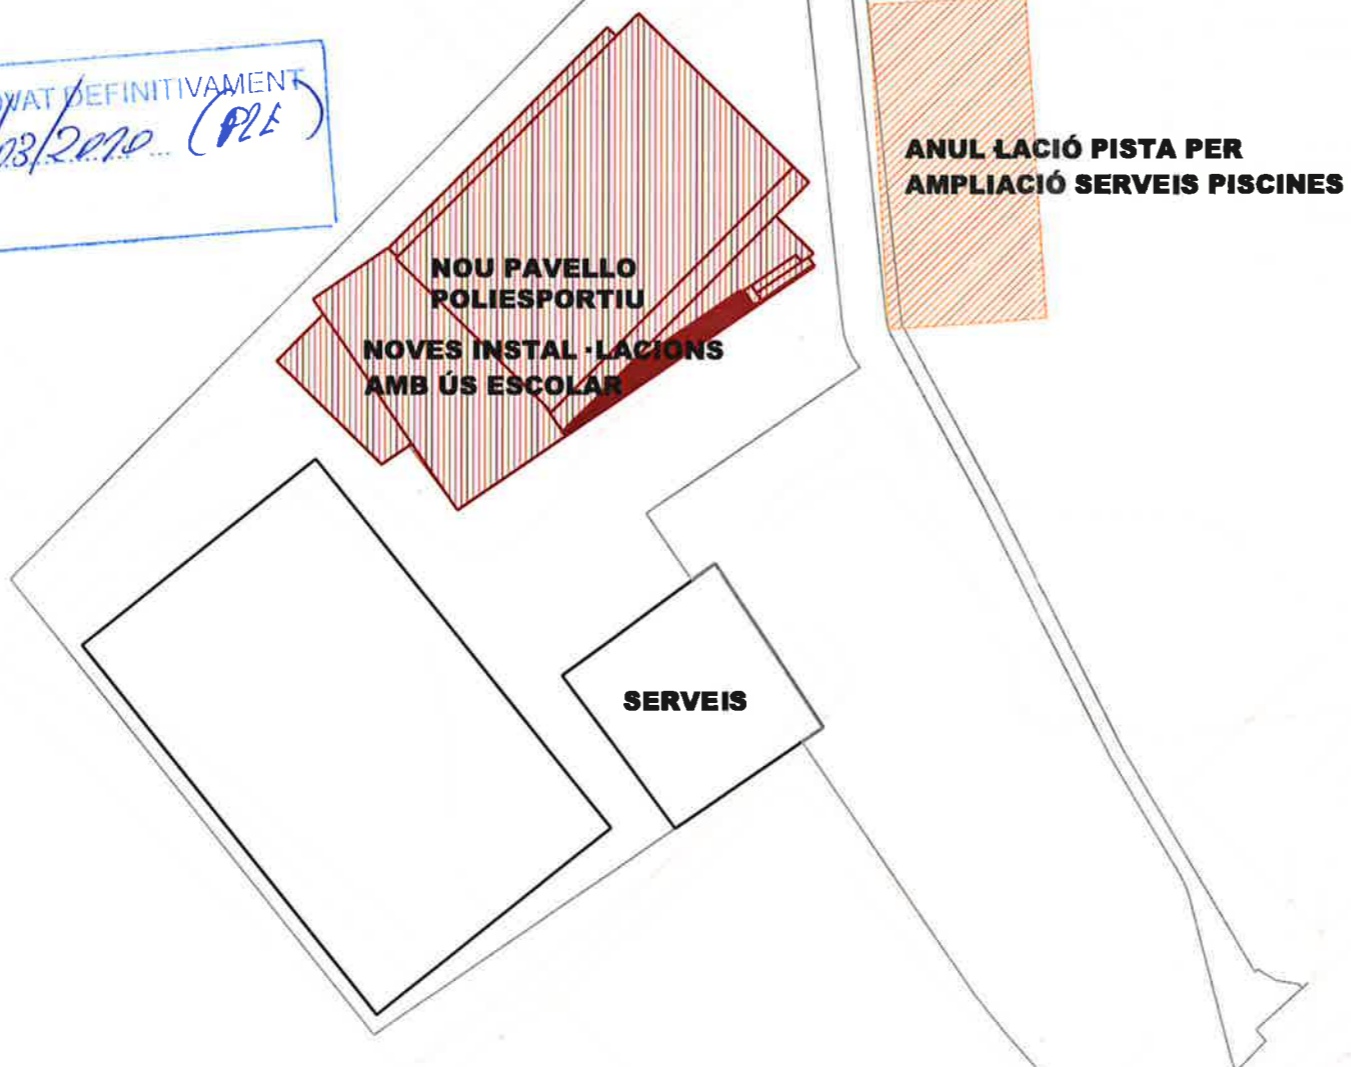 DEFINITIVAMENT
03/2010 (PLE)
ANUL·LACIÓ PISTA PER
AMPLIACIÓ SERVEIS PISCINES
NOU PAVELLO
POLIESPORTIU
NOVES INSTAL·LACIONS
AMB ÚS ESCOLAR
SERVEIS